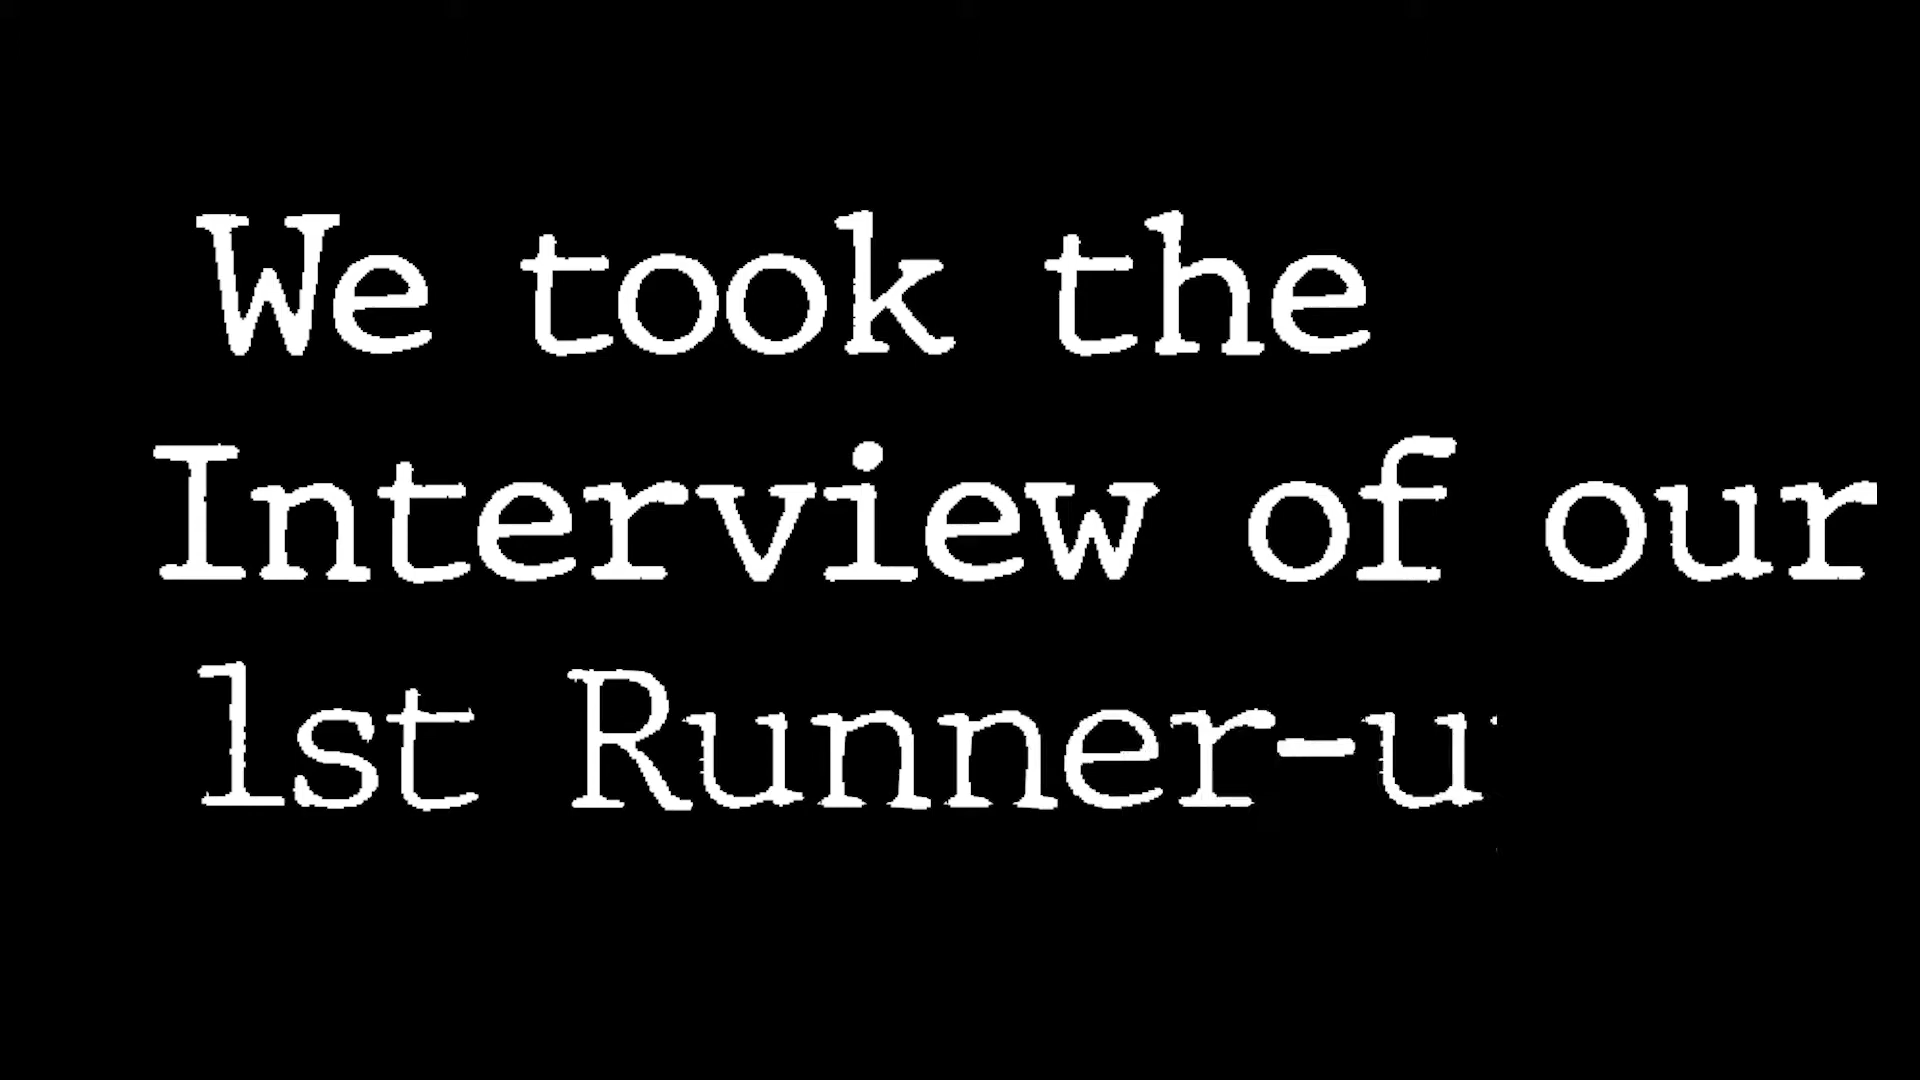 We took the
Interview of our
1st Runner-u